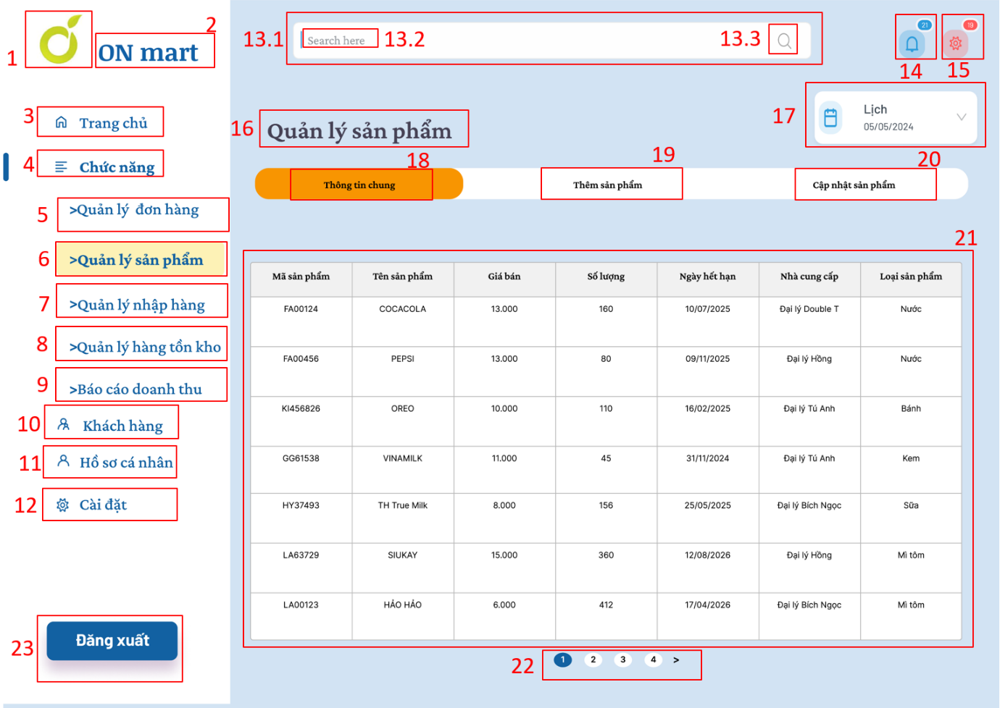 1
2
ON mart
13.1
Search here
13.2
13.3
21
14
19
15
3
Trang chủ
4
Chức năng
5
>Quản lý đơn hàng
6
>Quản lý sản phẩm
7
>Quản lý nhập hàng
8
>Quản lý hàng tồn kho
9
>Báo cáo doanh thu
10
Khách hàng
11
Hồ sơ cá nhân
12
Cài đặt
23
Đăng xuất
16
Quản lý sản phẩm
17
Lịch
05/05/2024
18
19
20
Thông tin chung
Thêm sản phẩm
Cập nhật sản phẩm
21
Mã sản phẩm Tên sản phẩm Giá bán Số lượng Ngày hết hạn Nhà cung cấp Loại sản phẩm
FA00124 COCACOLA 13.000 160 10/07/2025 Đại lý Double T Nước
FA00456 PEPSI 13.000 80 09/11/2025 Đại lý Hồng Nước
KI456826 OREO 10.000 110 16/02/2025 Đại lý Tú Anh Bánh
GG61538 VINAMILK 11.000 45 31/11/2024 Đại lý Tú Anh Kem
HY37493 TH True Milk 8.000 156 25/05/2025 Đại lý Bích Ngọc Sữa
LA63729 SIUKAY 15.000 360 12/08/2026 Đại lý Hồng Mì tôm
LA00123 HẢO HẢO 6.000 412 17/04/2026 Đại lý Bích Ngọc Mì tôm
22
1 2 3 4 >